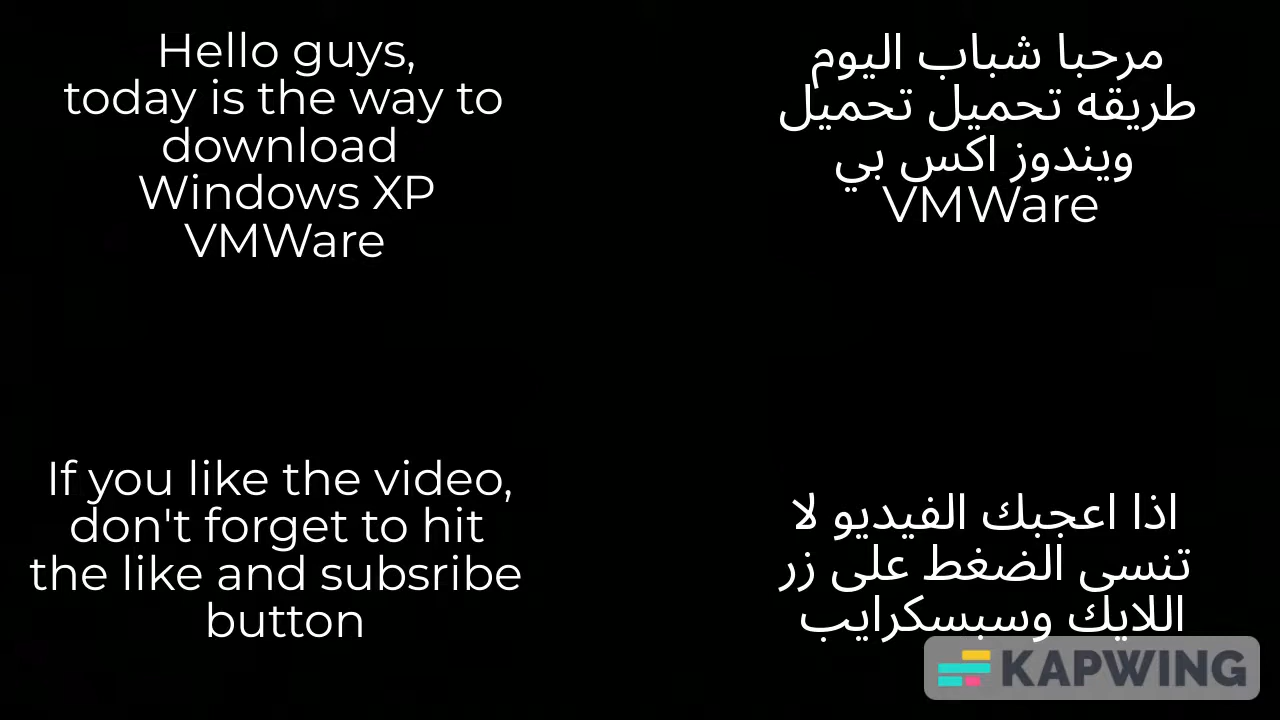 Hello guys,
today is the way to
download
Windows XP
VMWare
مرحبا شباب اليوم
طريقه تحميل تحميل
ويندوز اكس بي
VMWare
If you like the video,
don't forget to hit
the like and subsribe
button
اذا اعجبك الفيديو لا
تنسى الضغط على زر
اللايك وسبسكرايب
KAPWING